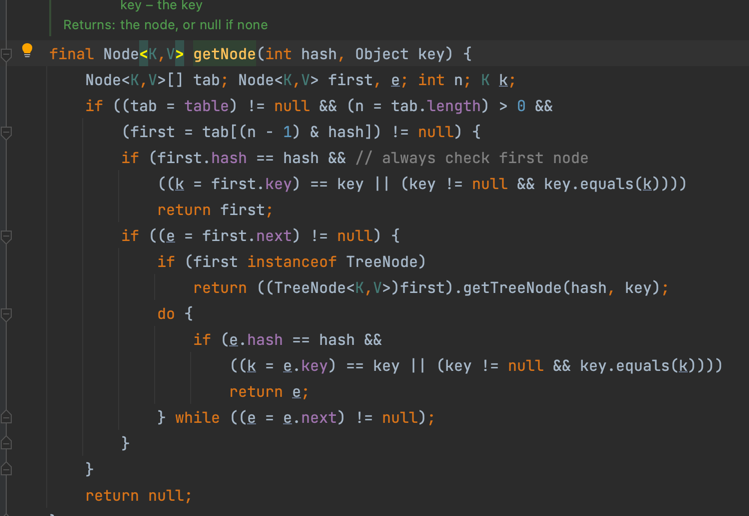 key – the key
Returns: the node, or null if none
final Node<K,V> getNode(int hash, Object key) {
Node<K,V>[] tab; Node<K,V> first, e; int n; K k;
if ((tab = table) != null && (n = tab.length) > 0 &&
(first = tab[(n - 1) & hash]) != null) {
if (first.hash == hash && // always check first node
((k = first.key) == key || (key != null && key.equals(k))))
return first;
if ((e = first.next) != null) {
if (first instanceof TreeNode)
return ((TreeNode<K,V>)first).getTreeNode(hash, key);
do {
if (e.hash == hash &&
((k = e.key) == key || (key != null && key.equals(k))))
return e;
} while ((e = e.next) != null);
}
}
return null;